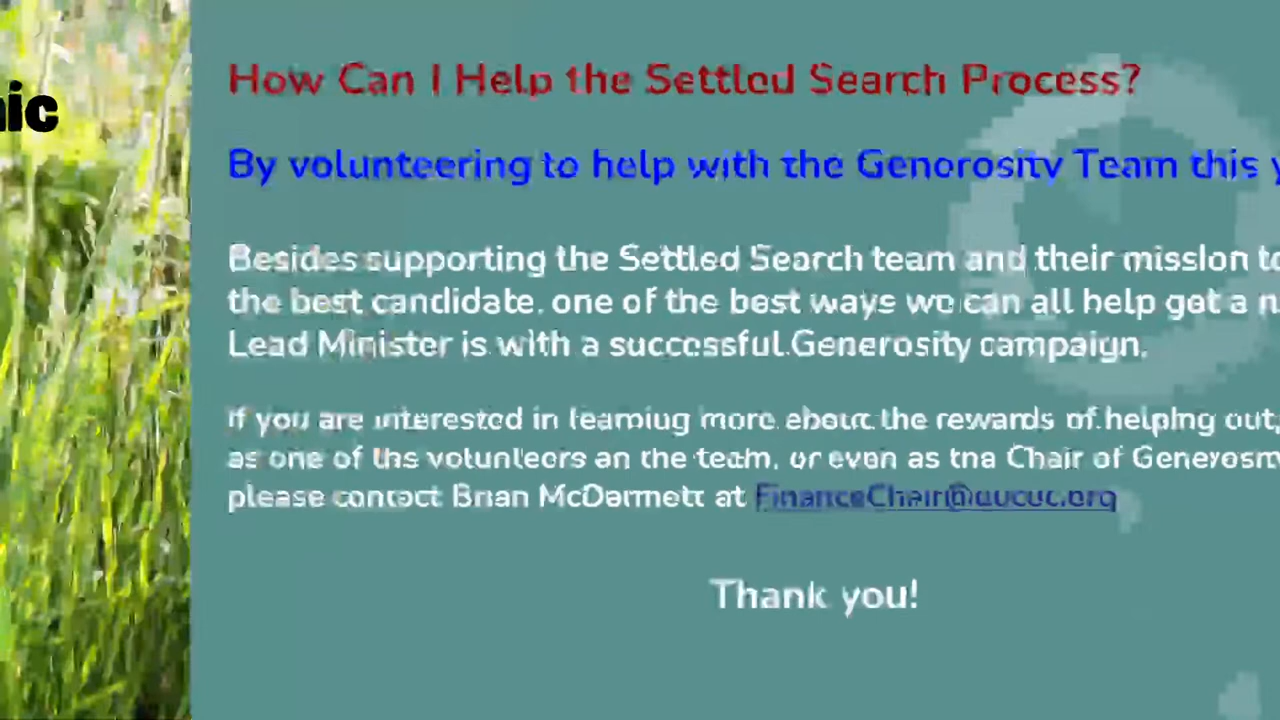 nic
How Can I Help the Settled Search Process?
By volunteering to help with the Generosity Team this
Besides supporting the Settled Search team and their mission to
the best candidate, one of the best ways we can all help get a
Lead Minister is with a successful Generosity campaign.
If you are interested in learning more about the rewards of helping out,
as one of the volunteers on the team, or even as the Chair of
please contact Brian McDermott at
Thank you!